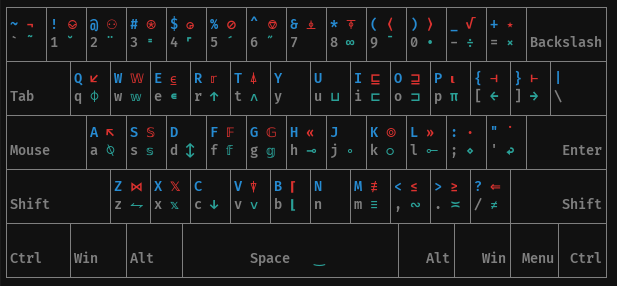 ~ ¬ ! ⎉ @ ⌼ # ⊛ $ ⊙ % ⊘ ^ ⎊ & * ⌅ ( ⟨ ) ⟩ _ √ + ⋆
` ˜ 1 ˘ 2 ¨ 3 ⁼ 4 ⌜ 5 ´ 6 ˝ 7 8 ∞ 9 ˜ 0 • - ÷ = × Backslash
Q ↙ W 𝕎 E ⋵ R 𝕣 T ⍋ Y U I ⊑ O ⊒ P ⍳ { ⊣ } ⊢ |
Tab q ⌽ w 𝕨 e ∊ r ↑ t ∧ y u ⊔ i ⊏ o ⊐ p π [ ← ] → \
A ↖ S 𝕊 D F 𝔽 G 𝔾 H « J K ⌾ L » : · " ˙
Mouse a ⍉ s 𝕤 d ↕ f 𝕗 g 𝕘 h ⊸ j ∘ k ○ l ⟜ ; ⋄ ' ↩ Enter
Z ⋈ X 𝕏 C V ⍒ B ⌈ N M ≢ < ≤ > ≥ ? ⇐
Shift z ⥊ x 𝕩 c ↓ v ∨ b ⌊ n m ≡ , ∾ . ≍ / ≠ Shift
Ctrl Win Alt Space ‿ Alt Win Menu Ctrl